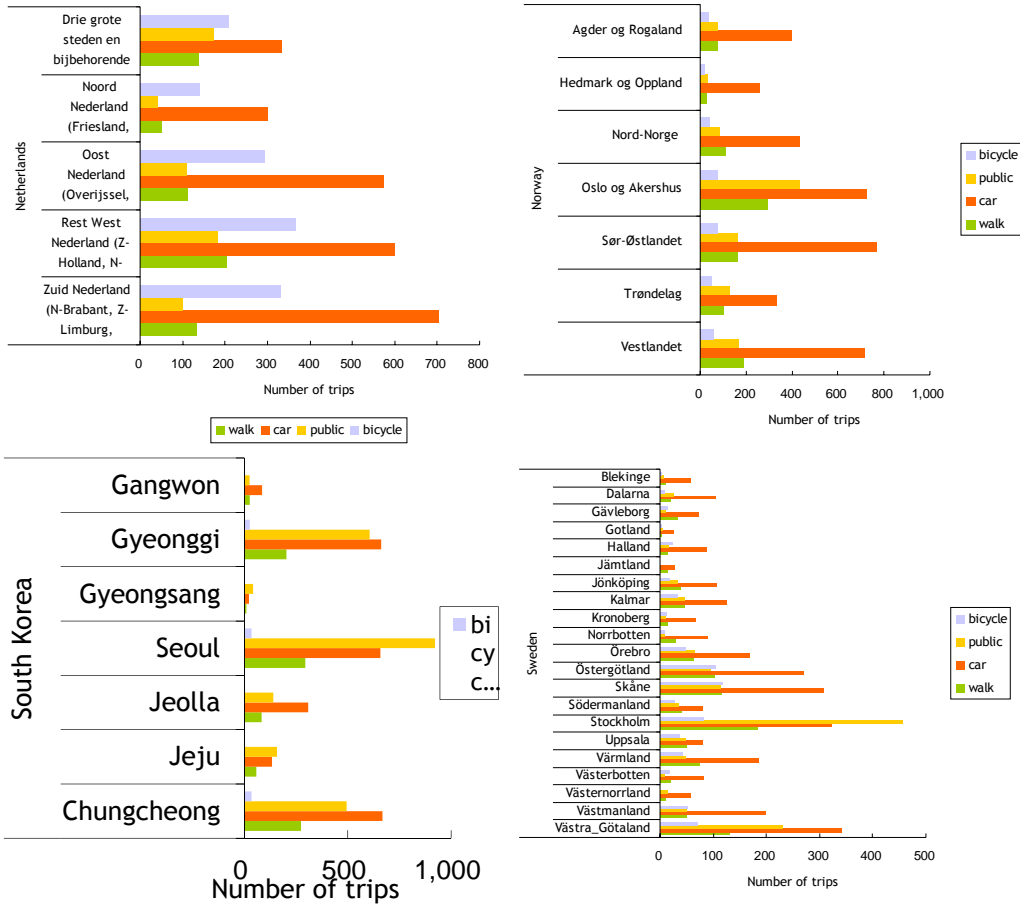 Netherlands
Drie grote
steden en
bijbehorende
Noord
Nederland
(Friesland,
Oost
Nederland
(Overijssel,
Rest West
Nederland (Z-
Holland, N-
Zuid Nederland
(N-Brabant, Z-
Limburg,
0 100 200 300 400 500 600 700 800
Number of trips
walk car public bicycle
Norway
Agder og Rogaland
Hedmark og Oppland
Nord-Norge
Oslo og Akershus
Sør-Østlandet
Trøndelag
Vestlandet
0 200 400 600 800 1,000
Number of trips
bicycle
public
car
walk
South Korea
Gangwon
Gyeonggi
Gyeongsang
Seoul
Jeolla
Jeju
Chungcheong
0 500 1,000
Number of trips
bi
cy
c...
Sweden
Blekinge
Dalarna
Gävleborg
Gotland
Halland
Jämtland
Jönköping
Kalmar
Kronoberg
Norrbotten
Örebro
Östergötland
Skåne
Södermanland
Stockholm
Uppsala
Värmland
Västerbotten
Västernorrland
Västmanland
Västra_Götaland
0 100 200 300 400 500
Number of trips
bicycle
public
car
walk